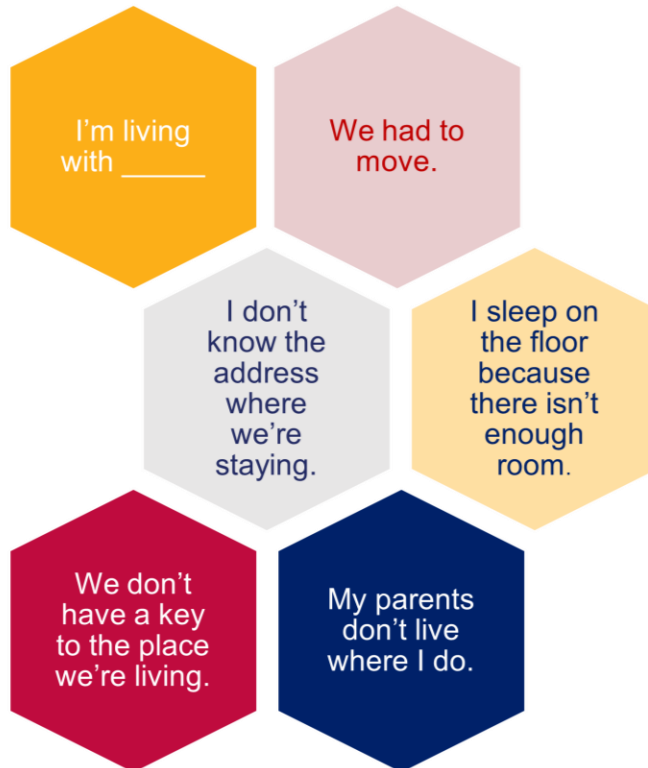 I’m living
with ______
We had to
move.
I don’t
know the
address
where
we’re
staying.
I sleep on
the floor
because
there isn’t
enough
room.
We don’t
have a key
to the place
we’re living.
My parents
don’t live
where I do.